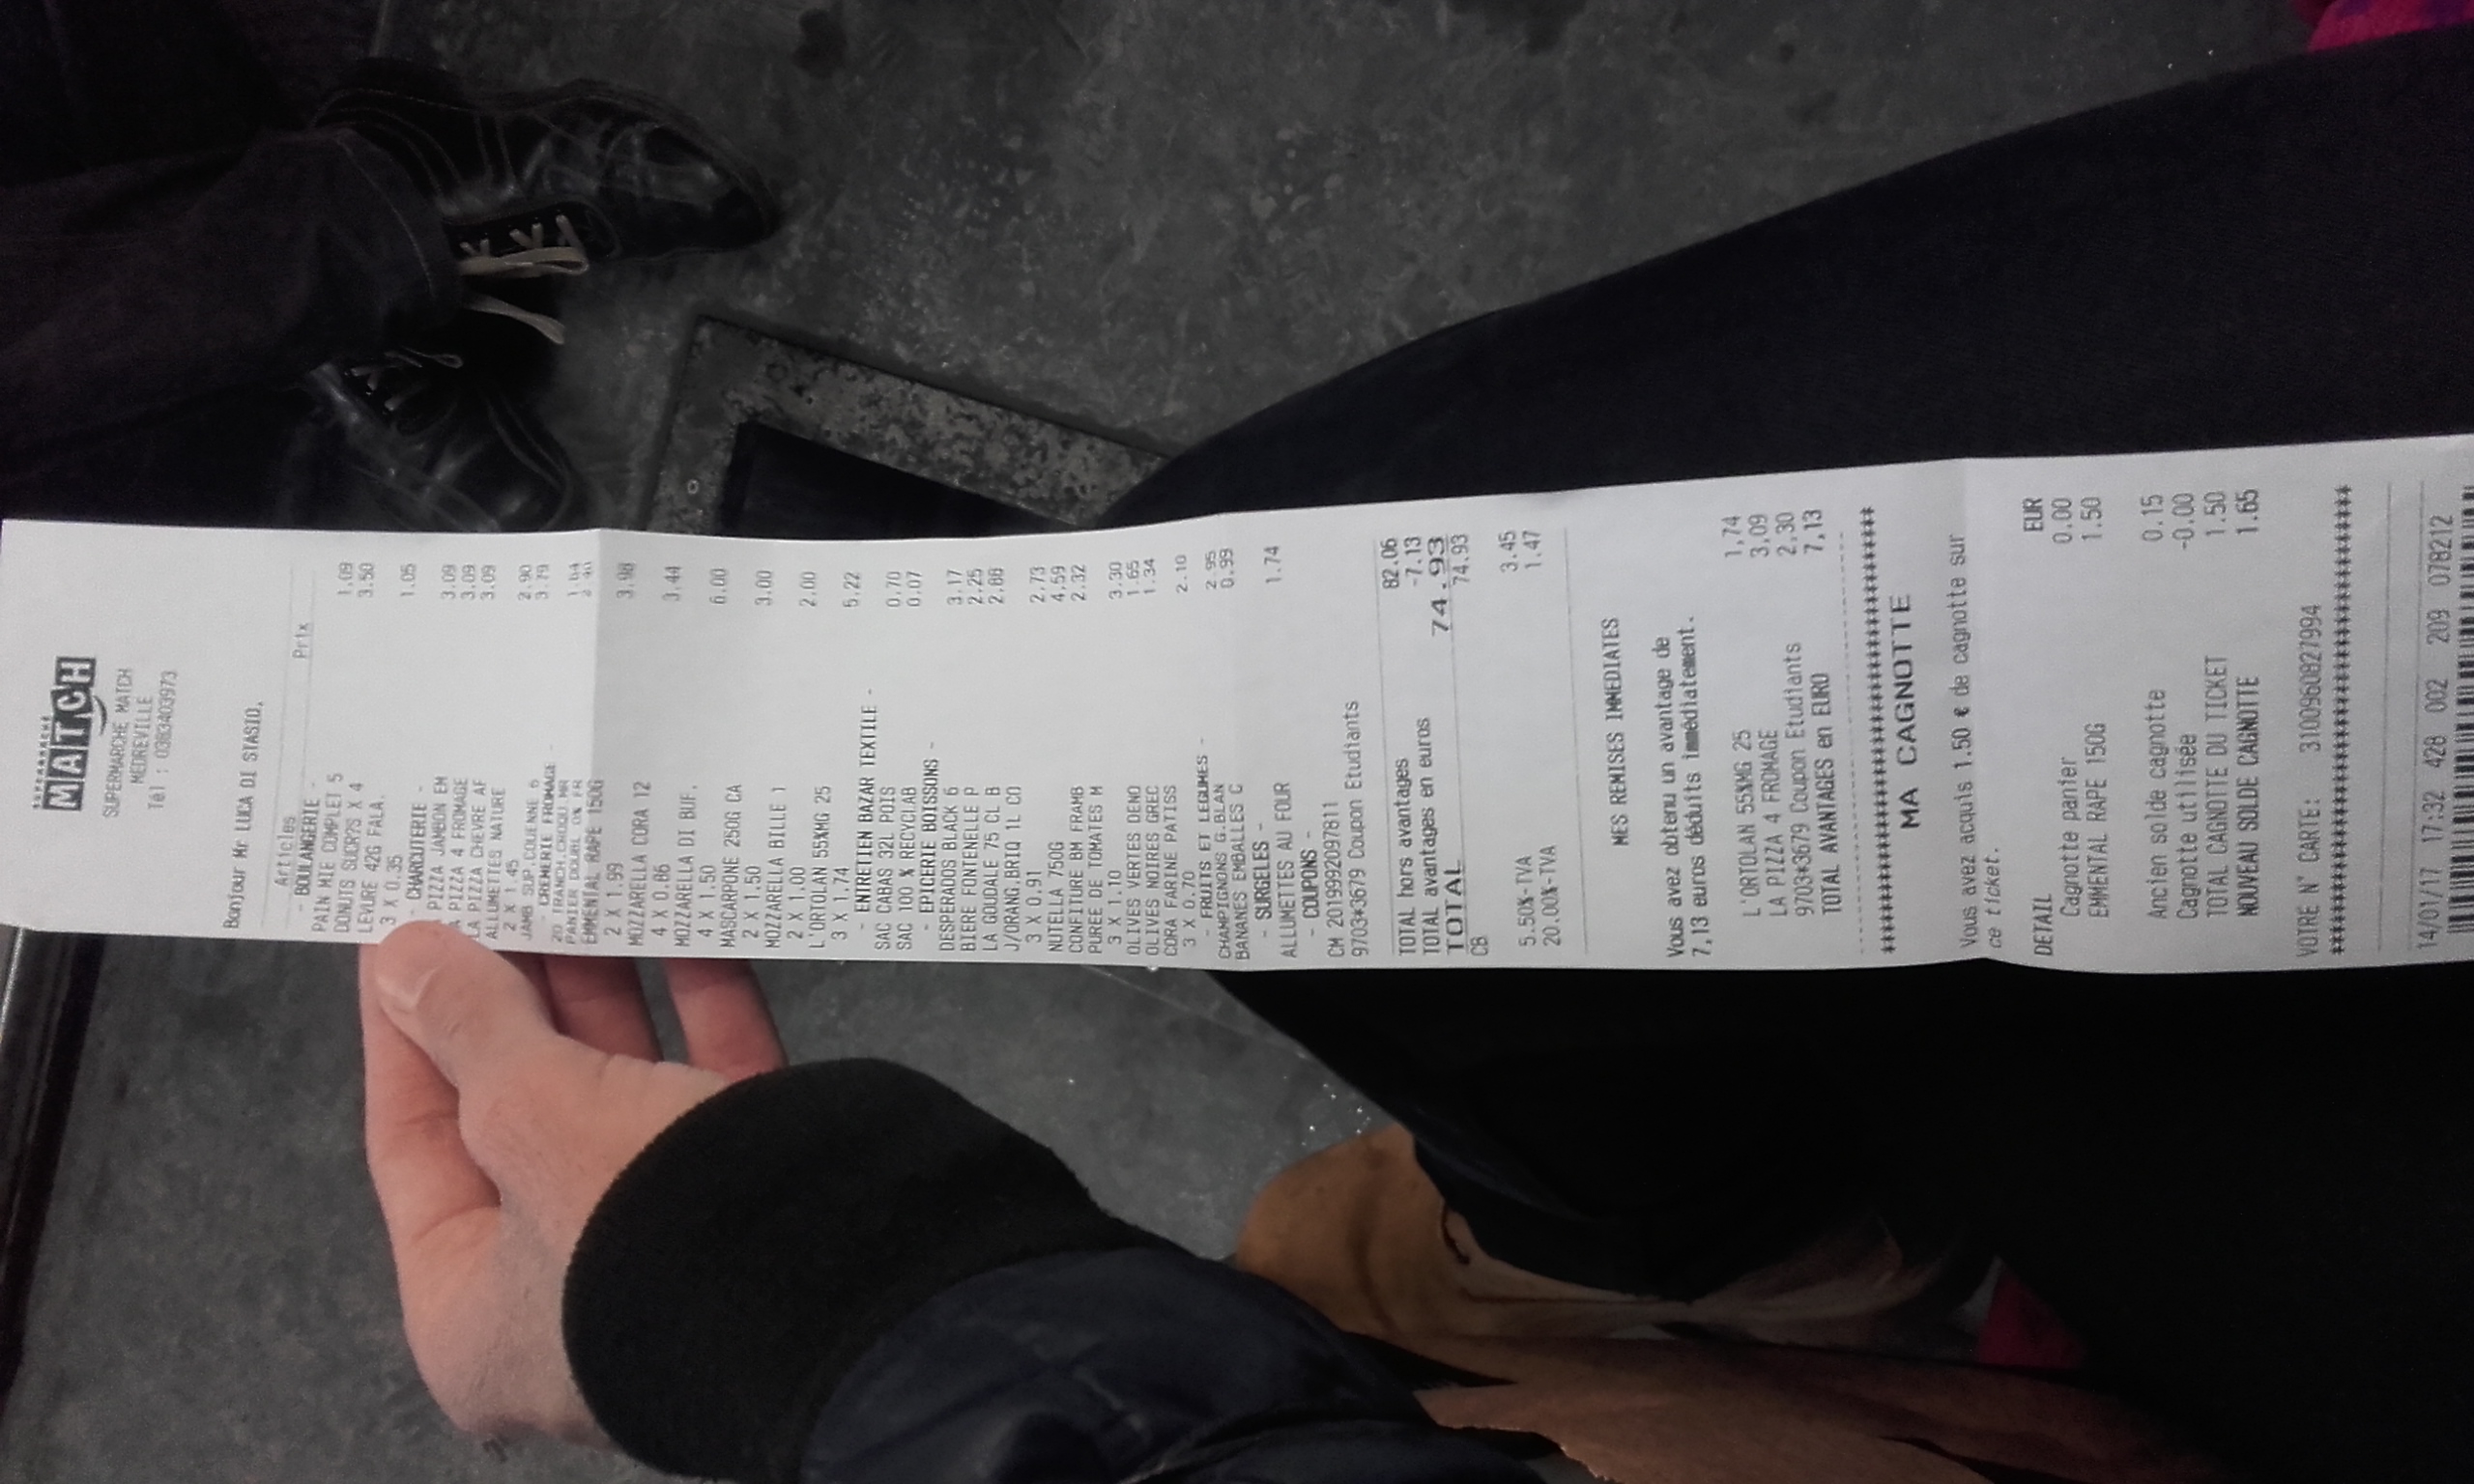 SUPERMARCHE
MATCH
SUPERMARCHE MATCH
MEDREVILLE
Tél : 0383403973
Bonjour Mr LUCA DI STASIO,
Articles Prix
- BOULANGERIE -
PAIN MIE COMPLET 5 1.09
DONUTS SUCR?S X 4 3.50
LEVURE 42G FALA.
3 X 0.35 1.05
- CHARCUTERIE -
PIZZA JAMBON EM 3.09
A PIZZA 4 FROMAGE 3.09
LA PIZZA CHEVRE AF 3.09
ALLUMETTES NATURE
2 X 1.45 2.90
JAMB SUP.COUENNE 6 3.79
- CREMERIE FROMAGE -
20 TRANCH.CROQU.MR 1.64
PANIER DOUBL 0% FR
EMMENTAL RAPE 150G
2 X 1.99 3.98
MOZZARELLA CORA 12
4 X 0.86 3.44
MOZZARELLA DI BUF.
4 X 1.50 6.00
MASCARPONE 250G CA
2 X 1.50 3.00
MOZZARELLA BILLE 1
2 X 1.00 2.00
L'ORTOLAN 55%MG 25
3 X 1.74 5.22
- ENTRETIEN BAZAR TEXTILE -
SAC CABAS 32L POIS 0.70
SAC 100 % RECYCLAB 0.07
- EPICERIE BOISSONS -
DESPERADOS BLACK 6 3.17
BIERE FONTENELLE P 2.25
LA GOUDALE 75 CL B 2.88
J/ORANG.BRIQ 1L CO
3 X 0.91 2.73
NUTELLA 750G 4.59
CONFITURE BM FRAMB 2.32
PUREE DE TOMATES M
3 X 1.10 3.30
OLIVES VERTES DENO 1.65
OLIVES NOIRES GREC 1.34
CORA FARINE PATISS
3 X 0.70 2.10
- FRUITS ET LEGUMES -
CHAMPIGNONS G.BLAN 2.95
BANANES EMBALLES C 0.99
- SURGELES -
ALLUMETTES AU FOUR 1.74
- COUPONS -
CM 2019992097811
9703*3679 Coupon Etudiants
TOTAL hors avantages 82.06
TOTAL avantages en euros -7.13
TOTAL 74.93
CB 74.93
5.50%-TVA 3.45
20.00%-TVA 1.47
MES REMISES IMMEDIATES
Vous avez obtenu un avantage de
7,13 euros déduits immédiatement.
L'ORTOLAN 55%MG 25 1,74
LA PIZZA 4 FROMAGE 3,09
9703*3679 Coupon Etudiants 2,30
TOTAL AVANTAGES en EURO 7,13
----------------------------------------
******************************************
MA CAGNOTTE
Vous avez acquis 1.50 € de cagnotte sur
ce ticket.
DETAIL EUR
Cagnotte panier 0.00
EMMENTAL RAPE 150G 1.50
Ancien solde cagnotte 0.15
Cagnotte utilisée -0.00
TOTAL CAGNOTTE DU TICKET 1.50
NOUVEAU SOLDE CAGNOTTE 1.65
VOTRE N° CARTE: 3100960827994
******************************************
14/01/17 17:32 428 002 209 078212